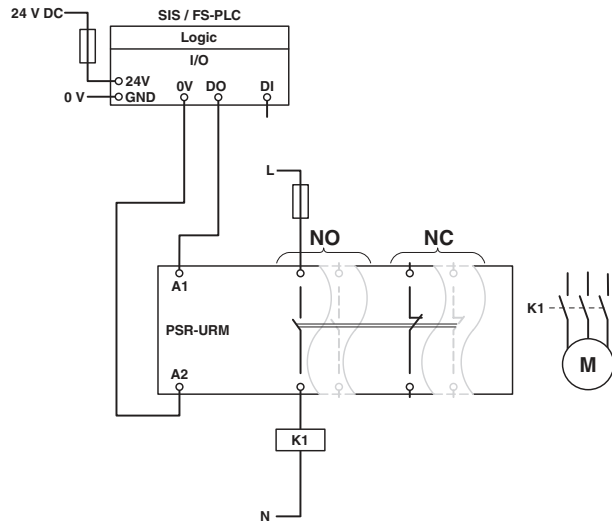 24 V DC
SIS / FS-PLC
Logic
I/O
24V
0V DO DI
0 V GND
L
NO NC
A1
K1
PSR-URM
M
A2
K1
N